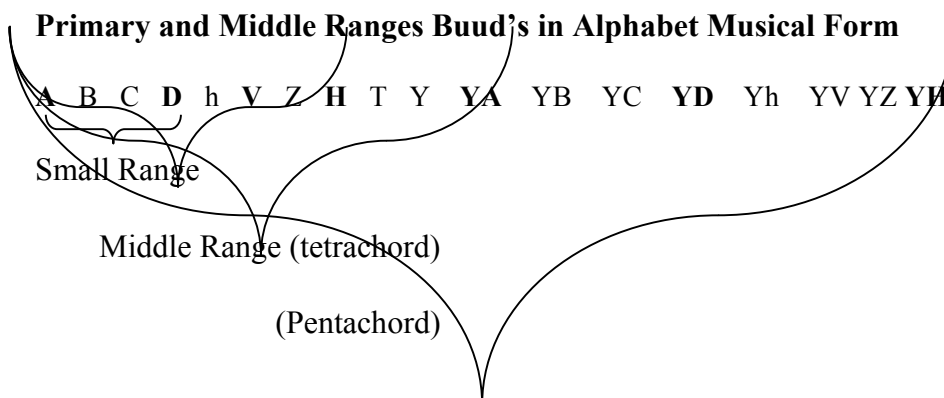 Primary and Middle Ranges Buud’s in Alphabet Musical Form
A B C D h V Z H T Y YA YB YC YD Yh YV YZ YH
Small Range
Middle Range (tetrachord)
(Pentachord)